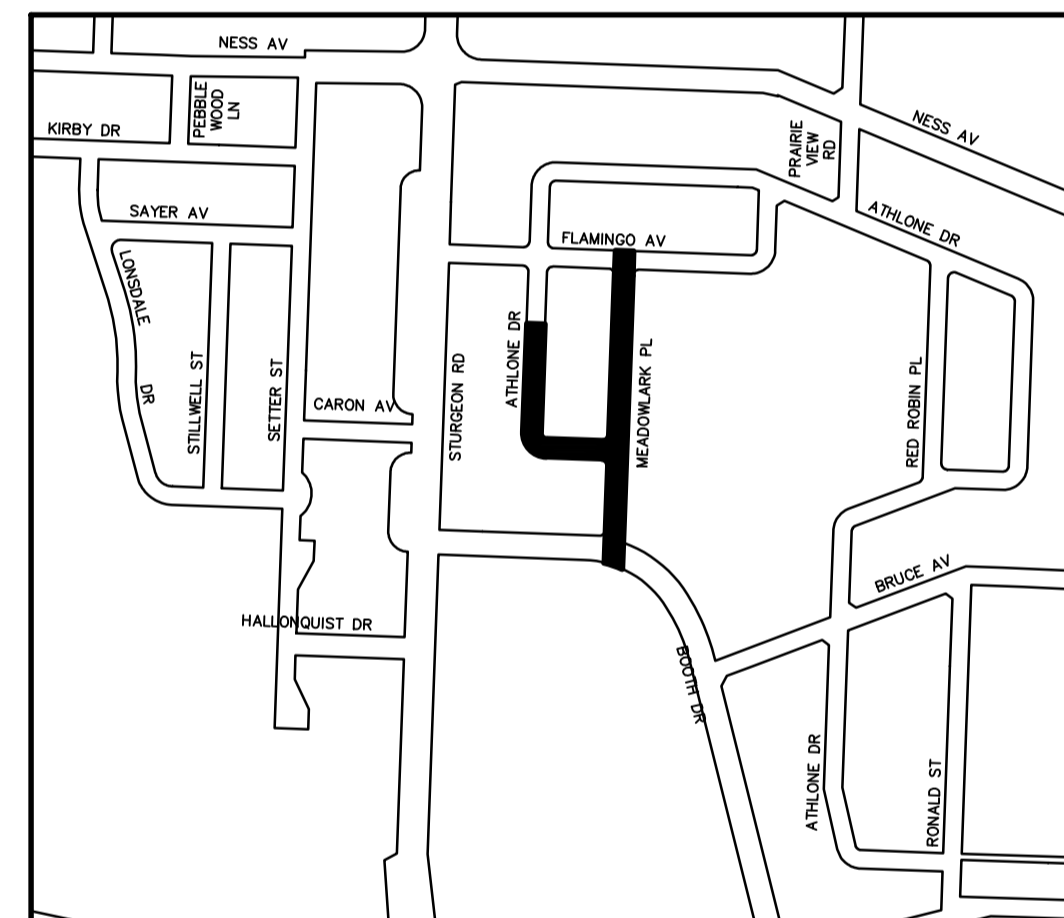 NESS AV
PEBBLE
WOOD
LN
KIRBY DR
PRAIRIE
VIEW
RD
NESS AV
SAYER AV
ATHLONE DR
FLAMINGO AV
LONSDALE
DR
STILLWELL ST
SETTER ST
CARON AV
STURGEON RD
ATHLONE DR
MEADOWLARK PL
RED ROBIN PL
HALLONQUIST DR
BRUCE AV
BOOTH DR
ATHLONE DR
RONALD ST